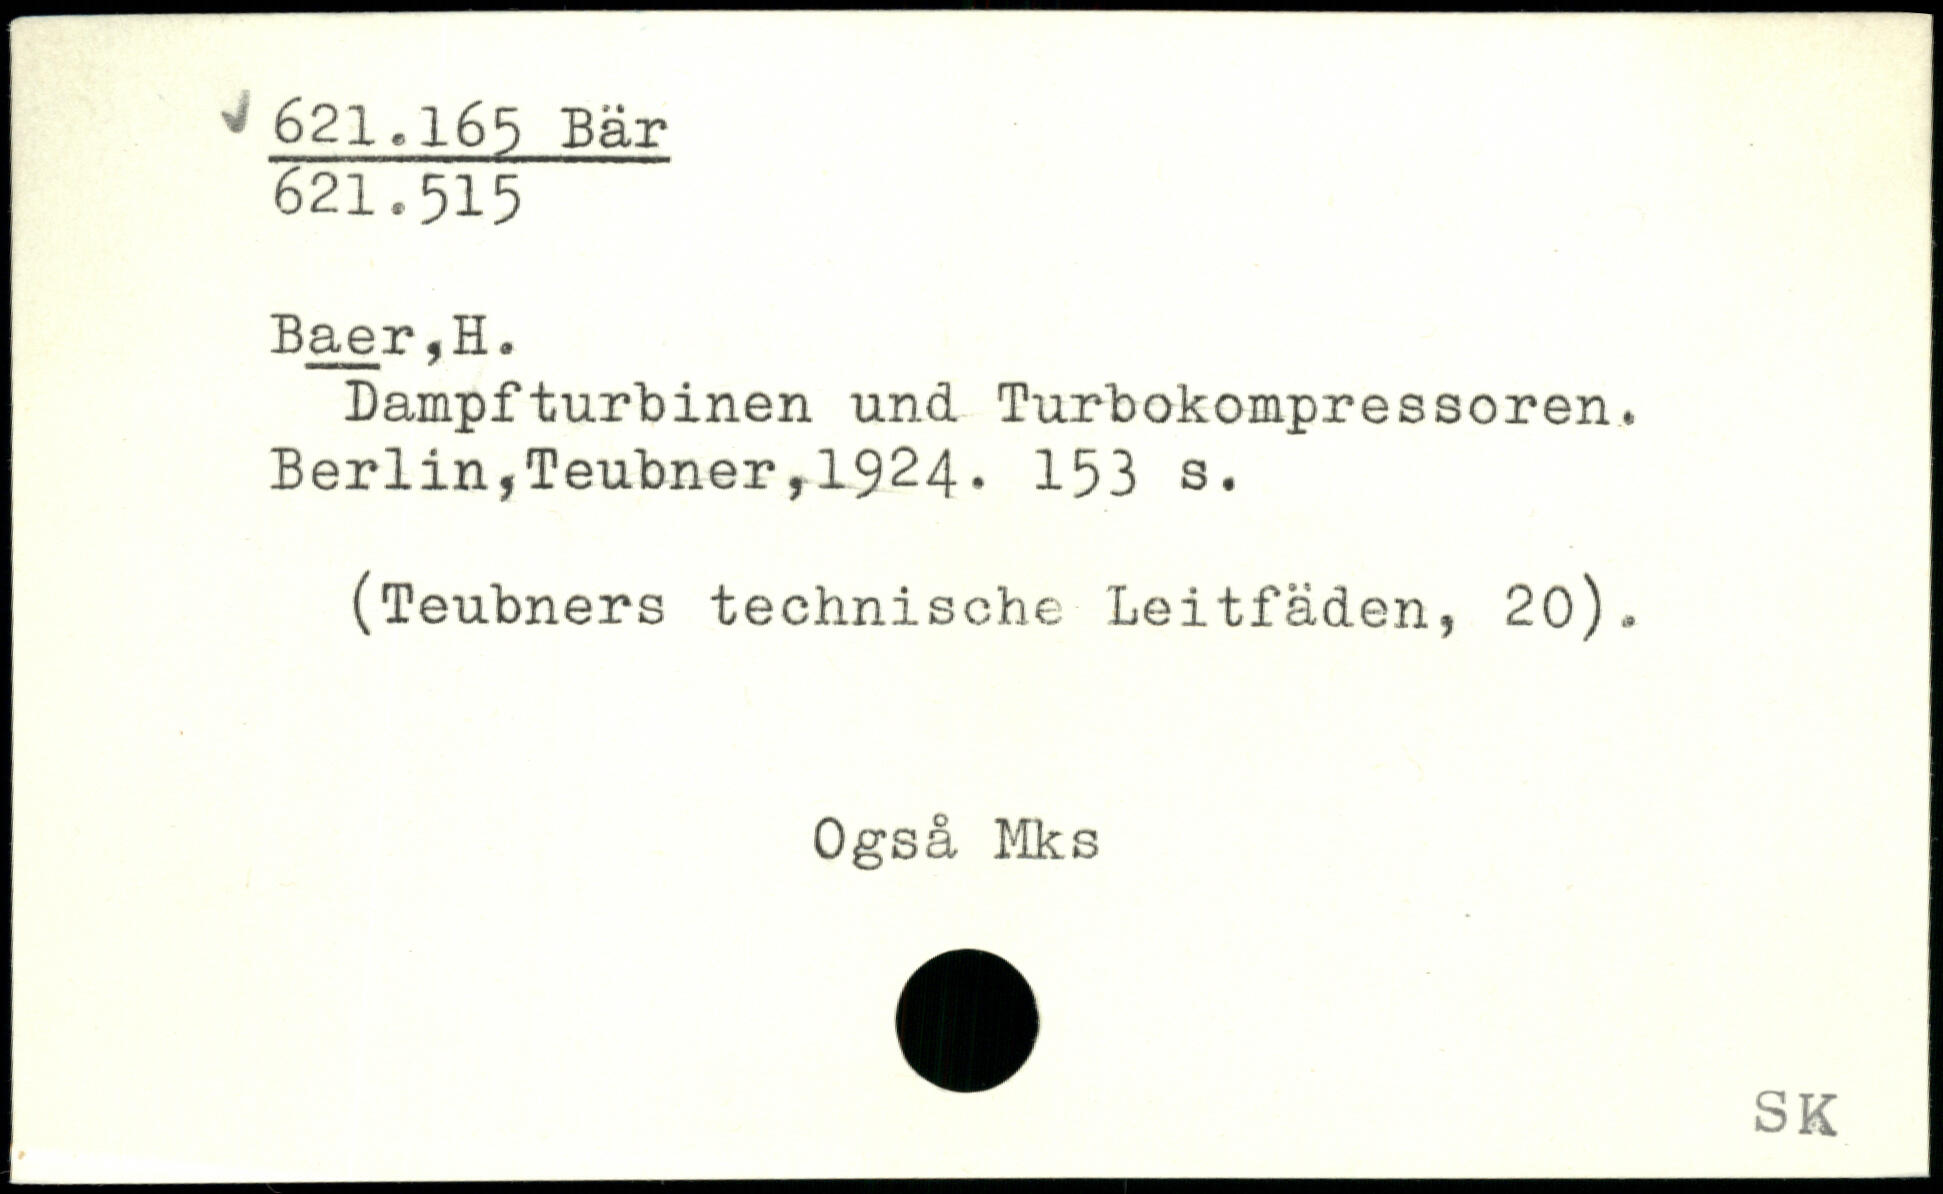 621.165 Bär
621.515
Baer,H.
Dampfturbinen und Turbokompressoren.
Berlin,Teubner,1924. 153 s.
(Teubners technische Leitfäden, 20).
Også Mks
SK